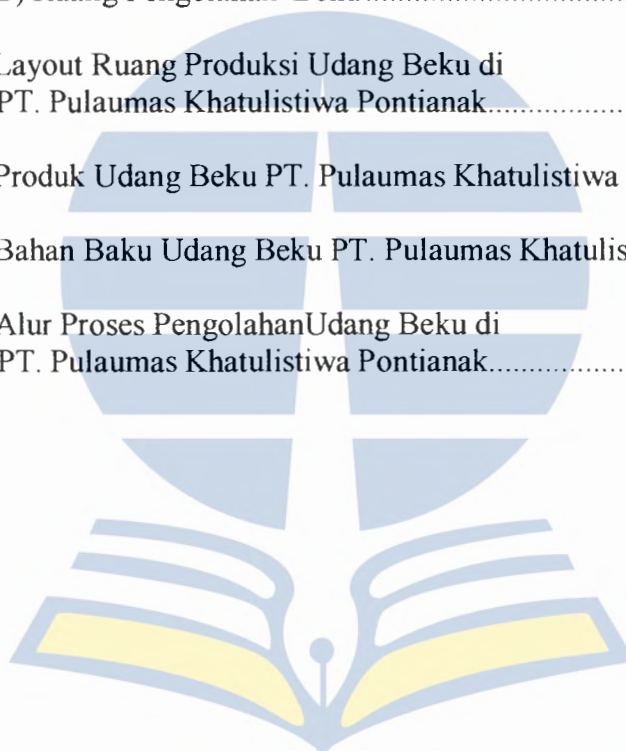 Layout Ruang Produksi Udang Beku di
PT. Pulaumas Khatulistiwa Pontianak....................
Produk Udang Beku PT. Pulaumas Khatulistiwa
Bahan Baku Udang Beku PT. Pulaumas
Alur Proses PengolahanUdang Beku di
PT. Pulaumas Khatulistiwa Pontianak....................